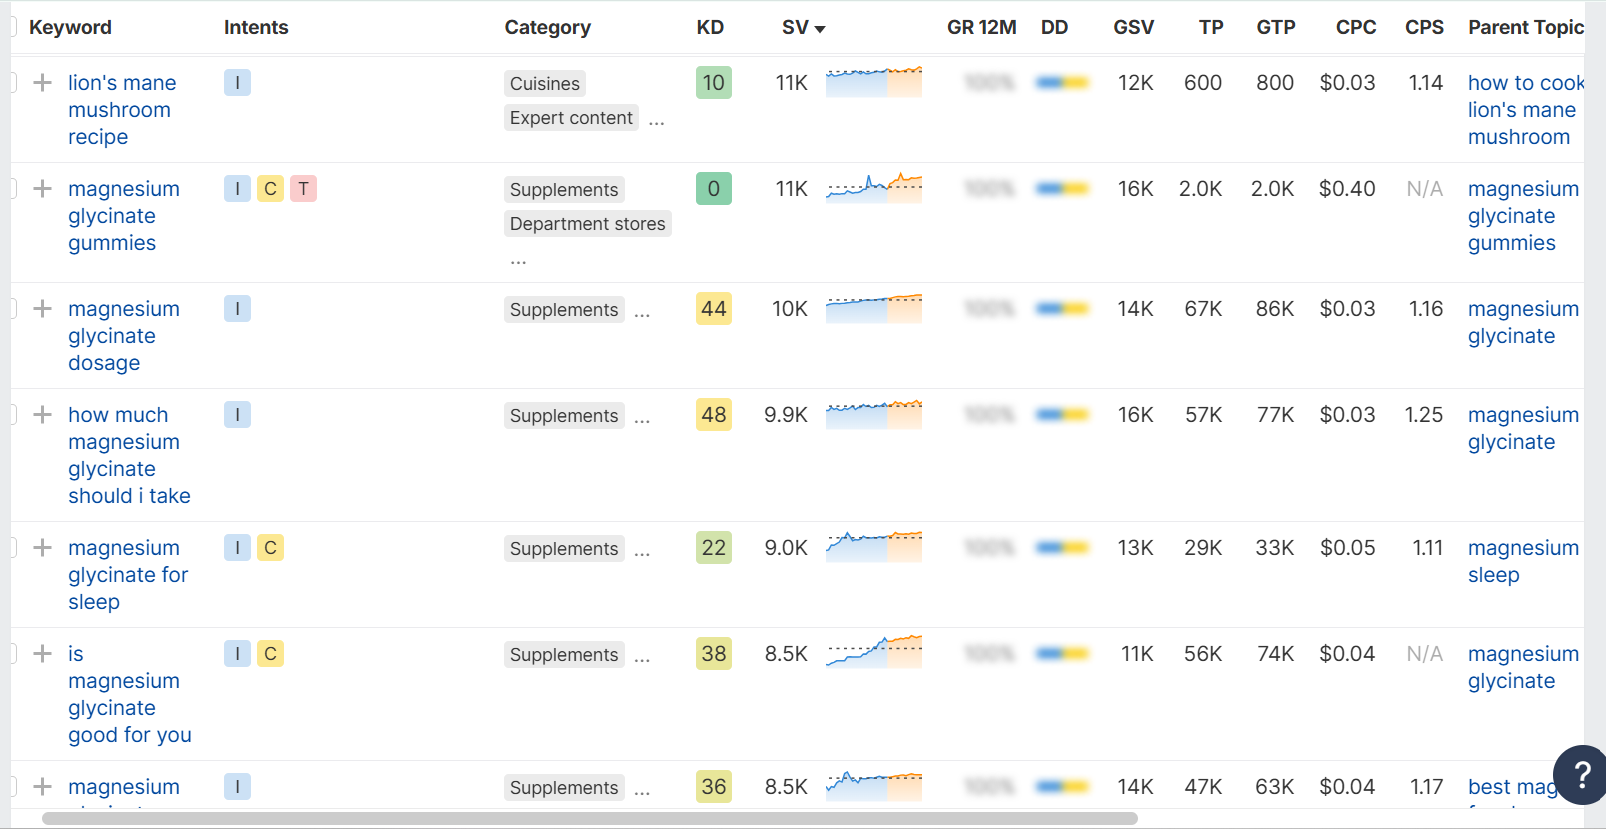 Keyword Intents Category KD SV GR 12M DD GSV TP GTP CPC CPS Parent Topic
lion's mane I Cuisines 10 11K 12K 600 800 $0.03 1.14 how to cook
mushroom Expert content ... lion's mane
recipe mushroom
magnesium I C T Supplements 0 11K 16K 2.0K 2.0K $0.40 N/A magnesium
glycinate Department stores glycinate
gummies ... gummies
magnesium I Supplements ... 44 10K 14K 67K 86K $0.03 1.16 magnesium
glycinate glycinate
dosage
how much I Supplements ... 48 9.9K 16K 57K 77K $0.03 1.25 magnesium
magnesium glycinate
glycinate
should i take
magnesium I C Supplements ... 22 9.0K 13K 29K 33K $0.05 1.11 magnesium
glycinate for sleep
sleep
is I C Supplements ... 38 8.5K 11K 56K 74K $0.04 N/A magnesium
magnesium glycinate
glycinate
good for you
magnesium I Supplements ... 36 8.5K 14K 47K 63K $0.04 1.17 best mag
?